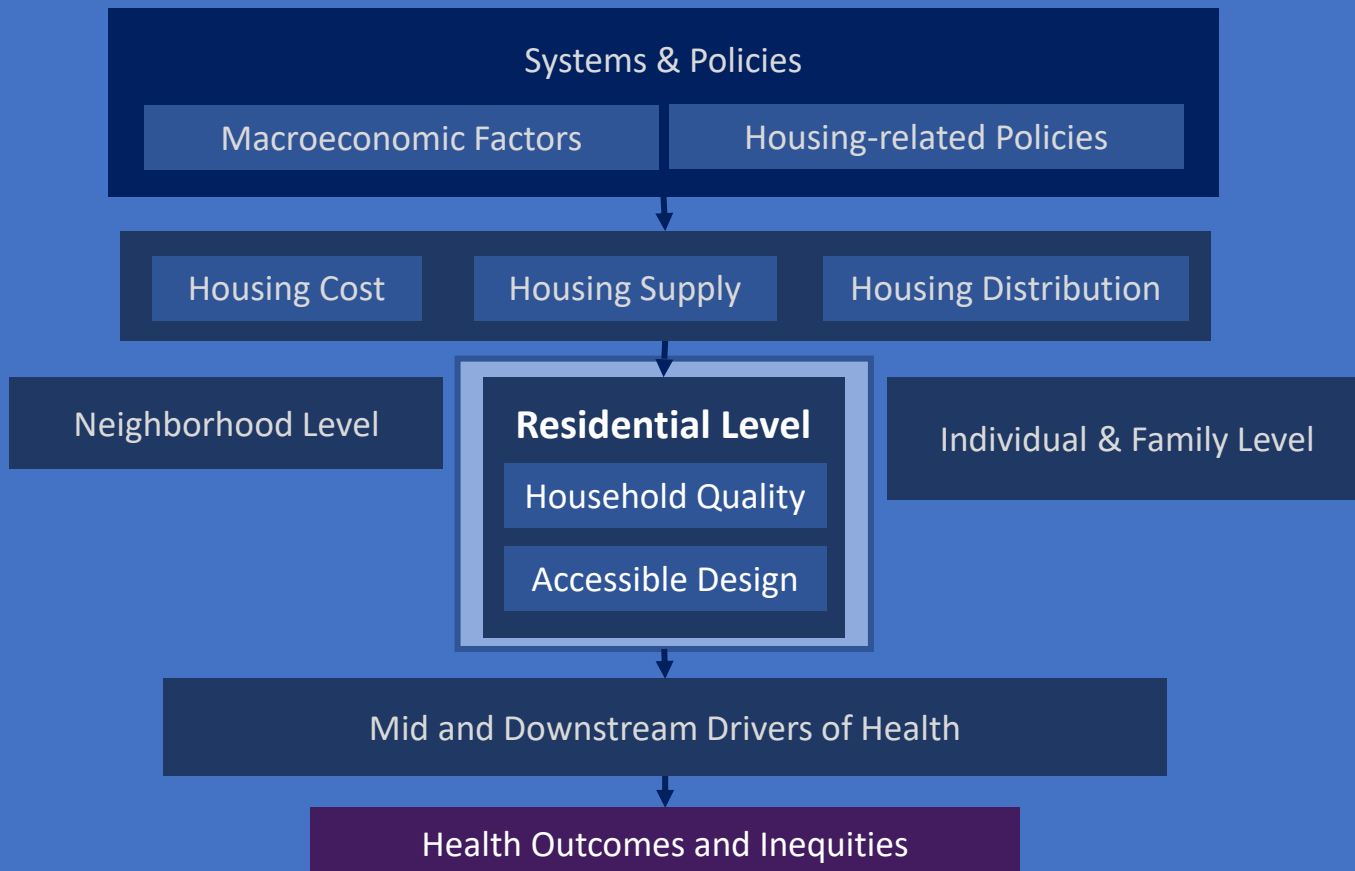 Systems & Policies
Macroeconomic Factors
Housing-related Policies
Housing Cost
Housing Supply
Housing Distribution
Neighborhood Level
Residential Level
Individual & Family Level
Household Quality
Accessible Design
Mid and Downstream Drivers of Health
Health Outcomes and Inequities